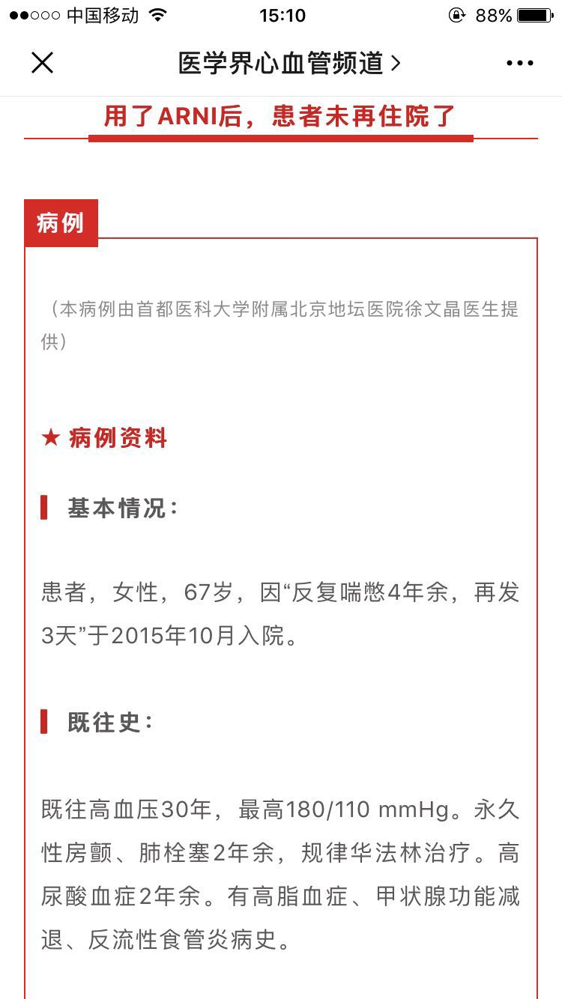 中国移动 15:10 88%
医学界心血管频道
用了ARNI后，患者未再住院了
病例
（本病例由首都医科大学附属北京地坛医院徐文晶医生提
供）
★ 病例资料
基本情况：
患者，女性，67岁，因“反复喘憋4年余，再发
3天”于2015年10月入院。
既往史：
既往高血压30年，最高180/110 mmHg。永久
性房颤、肺栓塞2年余，规律华法林治疗。高
尿酸血症2年余。有高脂血症、甲状腺功能减
退、反流性食管炎病史。